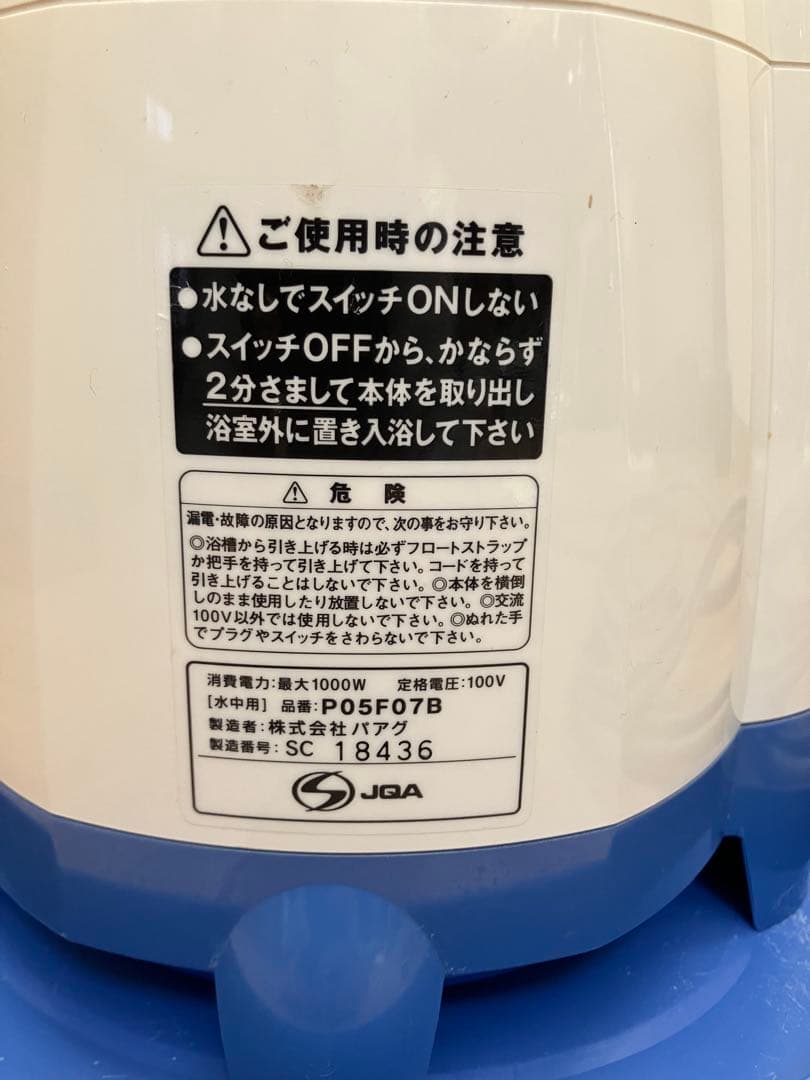 ⚠ご使用時の注意
●水なしでスイッチONしない
●スイッチOFFから、かならず
2分さまして本体を取り出し
浴室外に置き入浴して下さい
⚠ 危 険
漏電・故障の原因となりますので、次の事をお守り下さい。
◎浴槽から引き上げる時は必ずフロートストラップ
か把手を持って引き上げて下さい。コードを持って
引き上げることはしないで下さい。◎本体を横倒
しのまま使用したり放置しないで下さい。◎交流
100V以外では使用しないで下さい。◎ぬれた手
でプラグやスイッチをさわらないで下さい。
消費電力:最大1000W 定格電圧:100V
[水中用] 品番:P05F07B
製造者:株式会社パアグ
製造番号:SC 18436
JQA